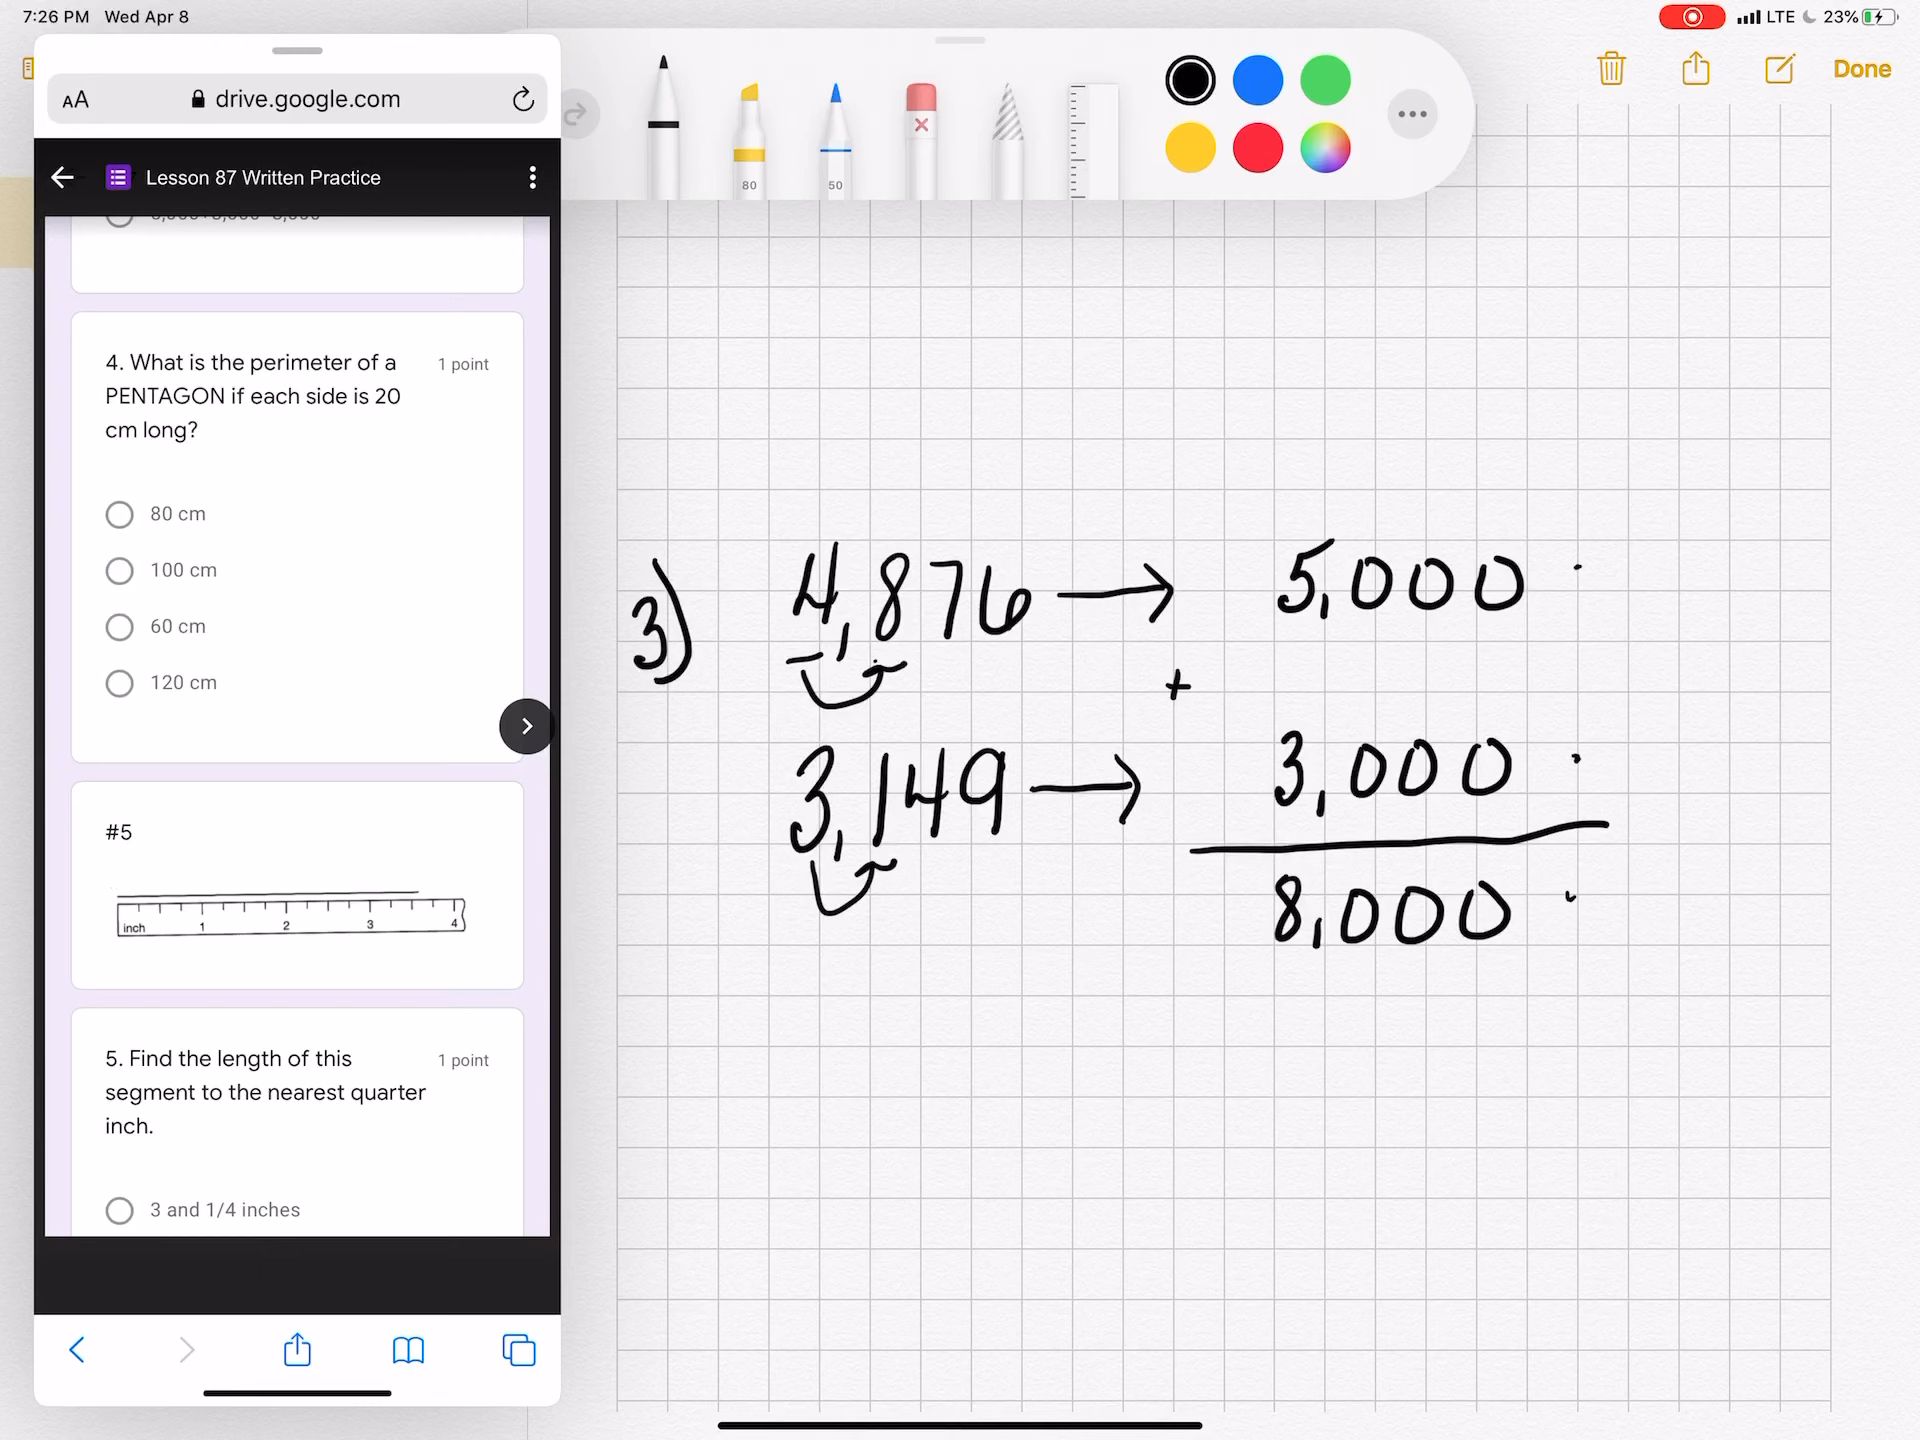 7:26 PM Wed Apr 8
LTE 23%
AA drive.google.com
Done
80 50
Lesson 87 Written Practice
4. What is the perimeter of a
PENTAGON if each side is 20
cm long?
1 point
80 cm
100 cm
60 cm
120 cm
#5
inch 1 2 3 4
5. Find the length of this
segment to the nearest quarter
inch.
1 point
3 and 1/4 inches
3) 4,876 → 5,000
+
3,149 → 3,000
8,000